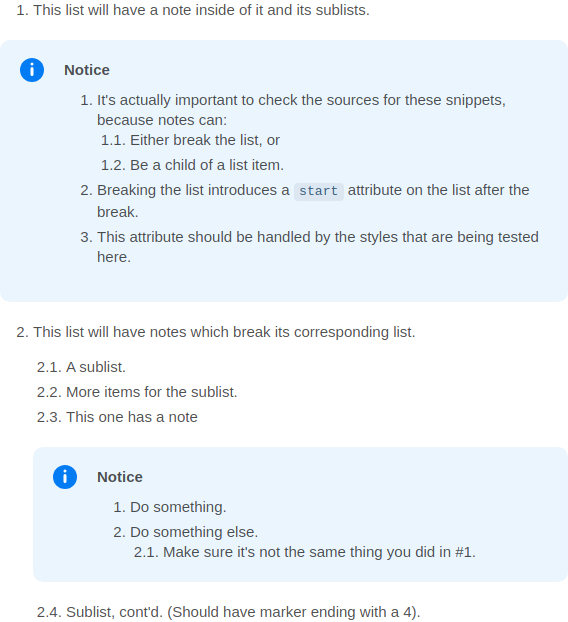 1. This list will have a note inside of it and its sublists.
Notice
1. It's actually important to check the sources for these snippets,
because notes can:
1.1. Either break the list, or
1.2. Be a child of a list item.
2. Breaking the list introduces a start attribute on the list after the
break.
3. This attribute should be handled by the styles that are being tested
here.
2. This list will have notes which break its corresponding list.
2.1. A sublist.
2.2. More items for the sublist.
2.3. This one has a note
Notice
1. Do something.
2. Do something else.
2.1. Make sure it's not the same thing you did in #1.
2.4. Sublist, cont'd. (Should have marker ending with a 4).